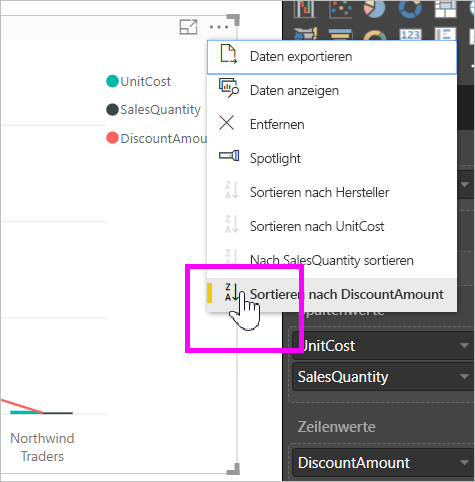 UnitCost
SalesQuantity
DiscountAmou
Daten exportieren
Daten anzeigen
Entfernen
Spotlight
Sortieren nach Hersteller
Sortieren nach UnitCost
Nach SalesQuantity sortieren
Sortieren nach DiscountAmount
Spaltenwerte
UnitCost
SalesQuantity
Zeilenwerte
DiscountAmount
Northwind
Traders